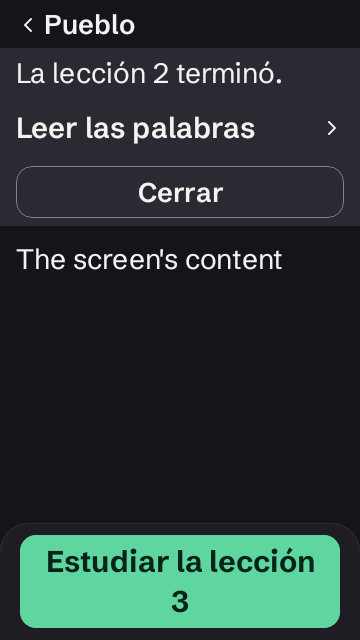 Pueblo
La lección 2 terminó.
Leer las palabras
Cerrar
The screen's content
Estudiar la lección
3